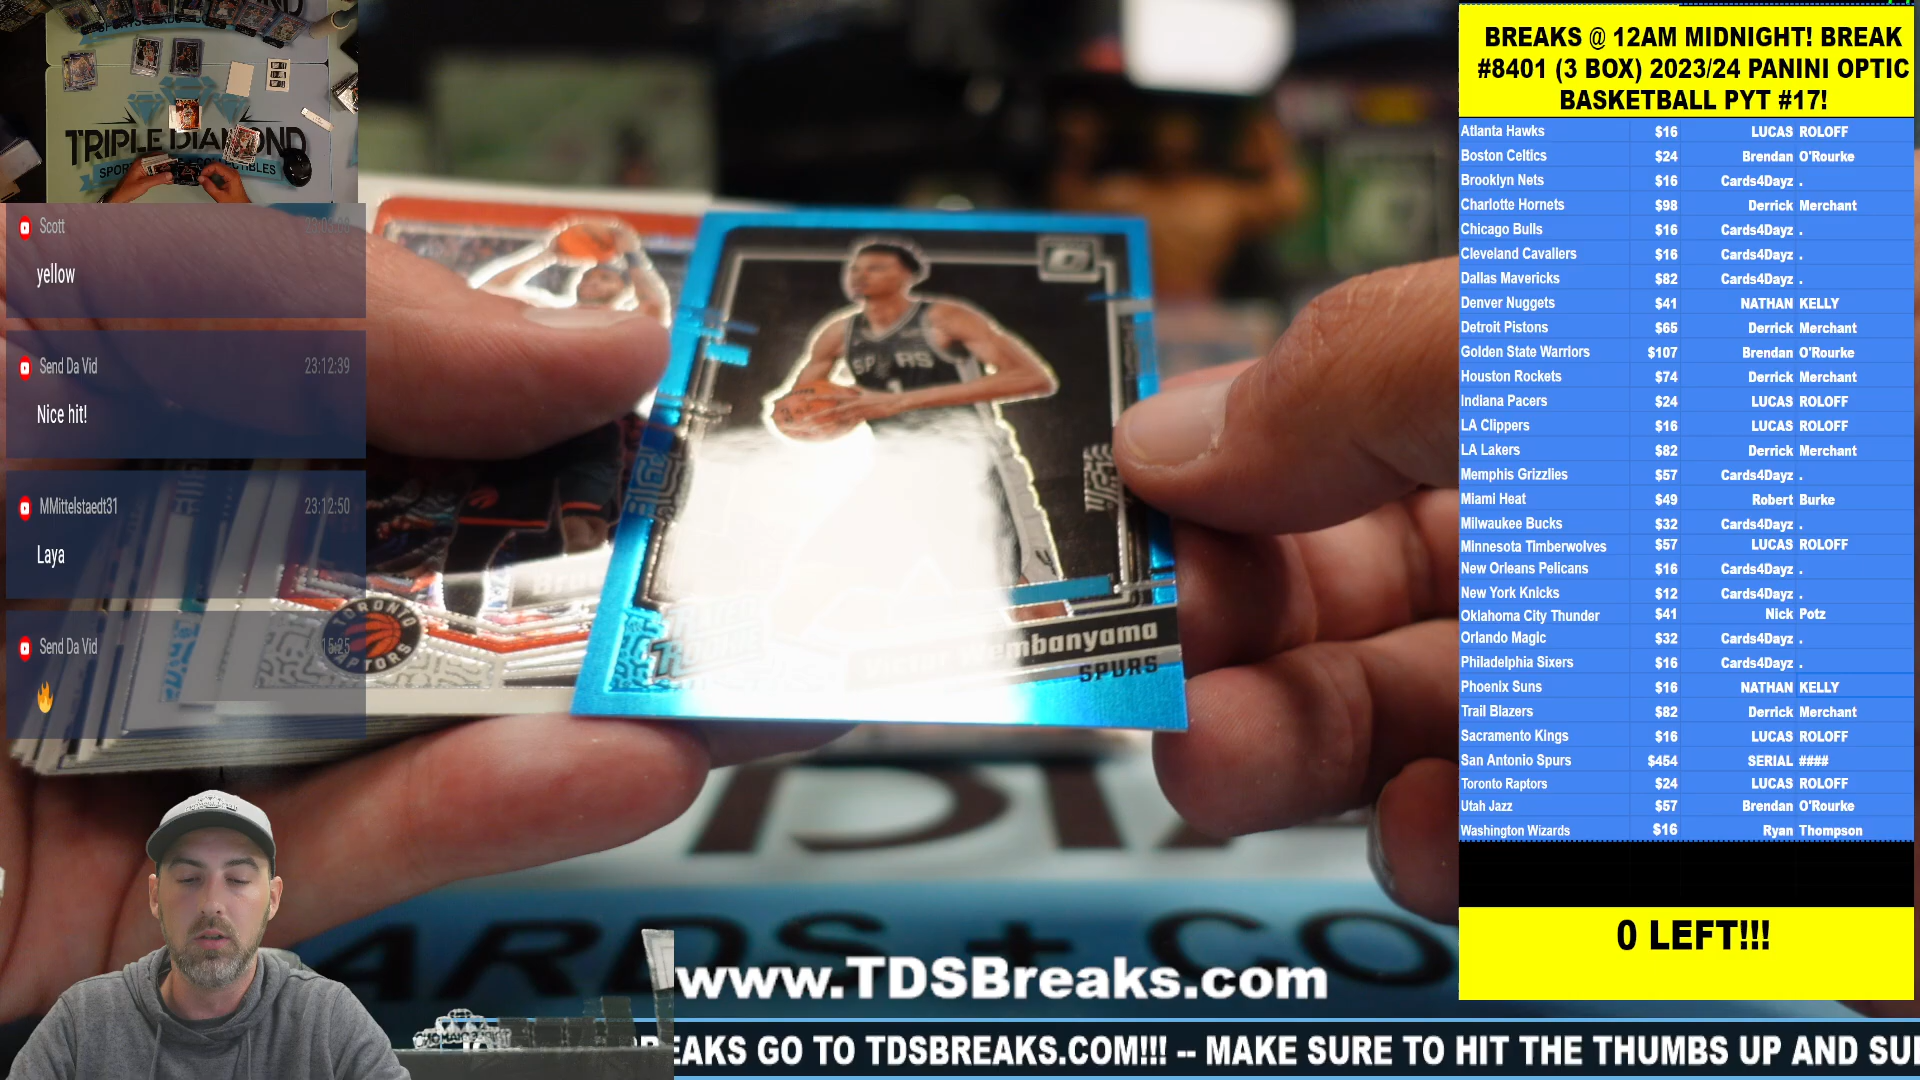 TRIPLE DIAMOND
Scott
yellow
Send Da Vid 23:12:39
Nice hit!
MMittelstaedt31 23:12:50
Laya
Send Da Vid
TORONTO
RAPTORS
SPURS
Wembanyama
SPURS
ARDS + CO
www.TDSBreaks.com
EAKS GO TO TDSBREAKS.COM!!! -- MAKE SURE TO HIT THE THUMBS UP AND SU
BREAKS @ 12AM MIDNIGHT! BREAK
#8401 (3 BOX) 2023/24 PANINI OPTIC
BASKETBALL PYT #17!
Atlanta Hawks $16 LUCAS ROLOFF
Boston Celtics $24 Brendan O'Rourke
Brooklyn Nets $16 Cards4Dayz .
Charlotte Hornets $98 Derrick Merchant
Chicago Bulls $16 Cards4Dayz .
Cleveland Cavallers $16 Cards4Dayz .
Dallas Mavericks $82 Cards4Dayz .
Denver Nuggets $41 NATHAN KELLY
Detroit Pistons $65 Derrick Merchant
Golden State Warriors $107 Brendan O'Rourke
Houston Rockets $74 Derrick Merchant
Indiana Pacers $24 LUCAS ROLOFF
LA Clippers $16 LUCAS ROLOFF
LA Lakers $82 Derrick Merchant
Memphis Grizzlies $57 Cards4Dayz .
Miami Heat $49 Robert Burke
Milwaukee Bucks $32 Cards4Dayz .
Minnesota Timberwolves $57 LUCAS ROLOFF
New Orleans Pelicans $16 Cards4Dayz .
New York Knicks $12 Cards4Dayz .
Oklahoma City Thunder $41 Nick Potz
Orlando Magic $32 Cards4Dayz .
Philadelphia Sixers $16 Cards4Dayz .
Phoenix Suns $16 NATHAN KELLY
Trail Blazers $82 Derrick Merchant
Sacramento Kings $16 LUCAS ROLOFF
San Antonio Spurs $454 SERIAL ####
Toronto Raptors $24 LUCAS ROLOFF
Utah Jazz $57 Brendan O'Rourke
Washington Wizards $16 Ryan Thompson
0 LEFT!!!